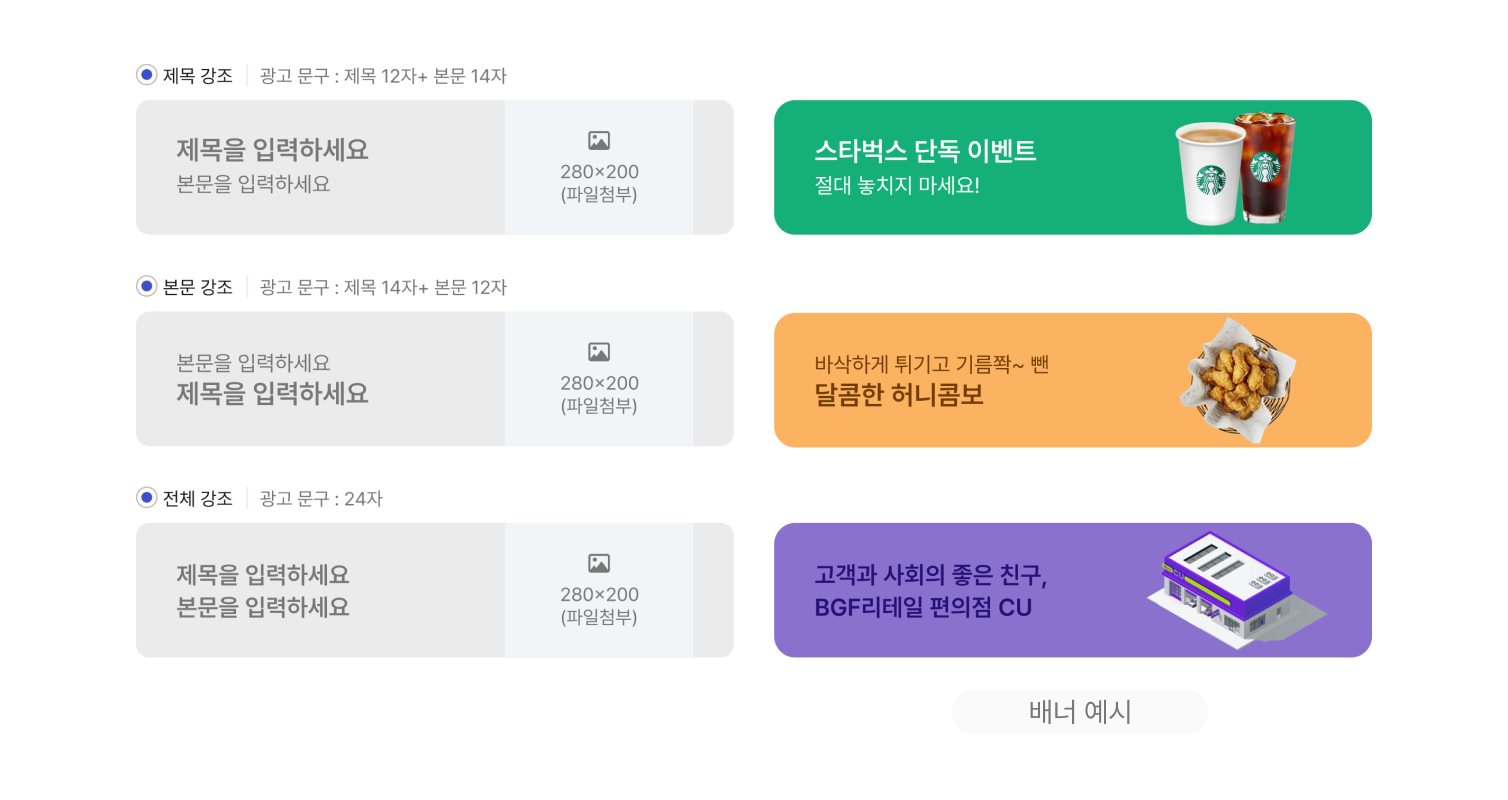 제목 강조 광고 문구 : 제목 12자+ 본문 14자
제목을 입력하세요
본문을 입력하세요
280×200
(파일첨부)
스타벅스 단독 이벤트
절대 놓치지 마세요!
본문 강조 광고 문구 : 제목 14자+ 본문 12자
본문을 입력하세요
제목을 입력하세요
280×200
(파일첨부)
바삭하게 튀기고 기름쫙~ 뺀
달콤한 허니콤보
전체 강조 광고 문구 : 24자
제목을 입력하세요
본문을 입력하세요
280×200
(파일첨부)
고객과 사회의 좋은 친구,
BGF리테일 편의점 CU
CU
배너 예시